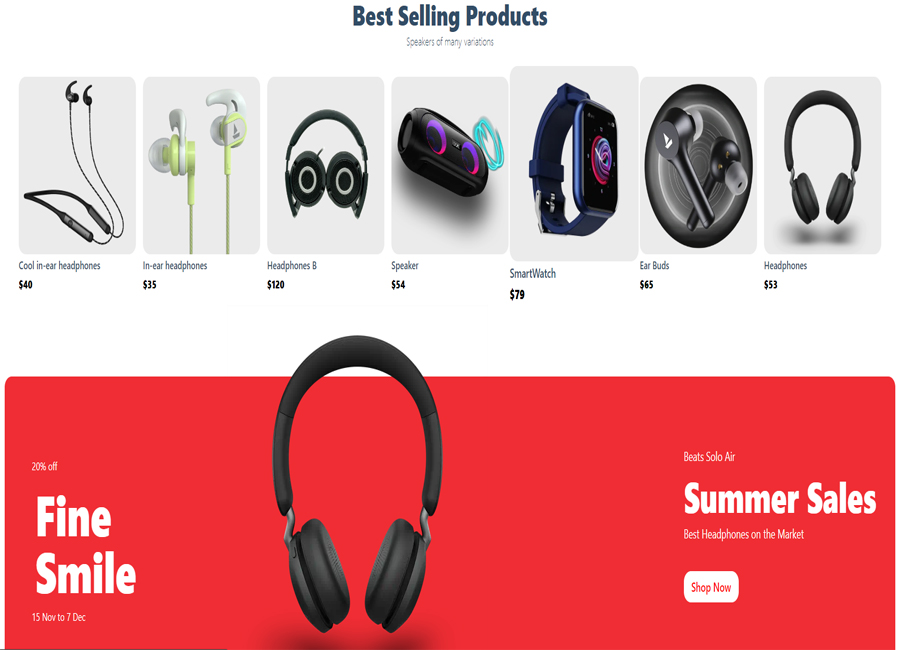 Best Selling Products
Speakers of many variations
Cool in-ear headphones
$40
In-ear headphones
$35
Headphones B
$120
Speaker
$54
SmartWatch
$79
Ear Buds
$65
Headphones
$53
20% off
Fine
Smile
15 Nov to 7 Dec
Beats Solo Air
Summer Sales
Best Headphones on the Market
Shop Now